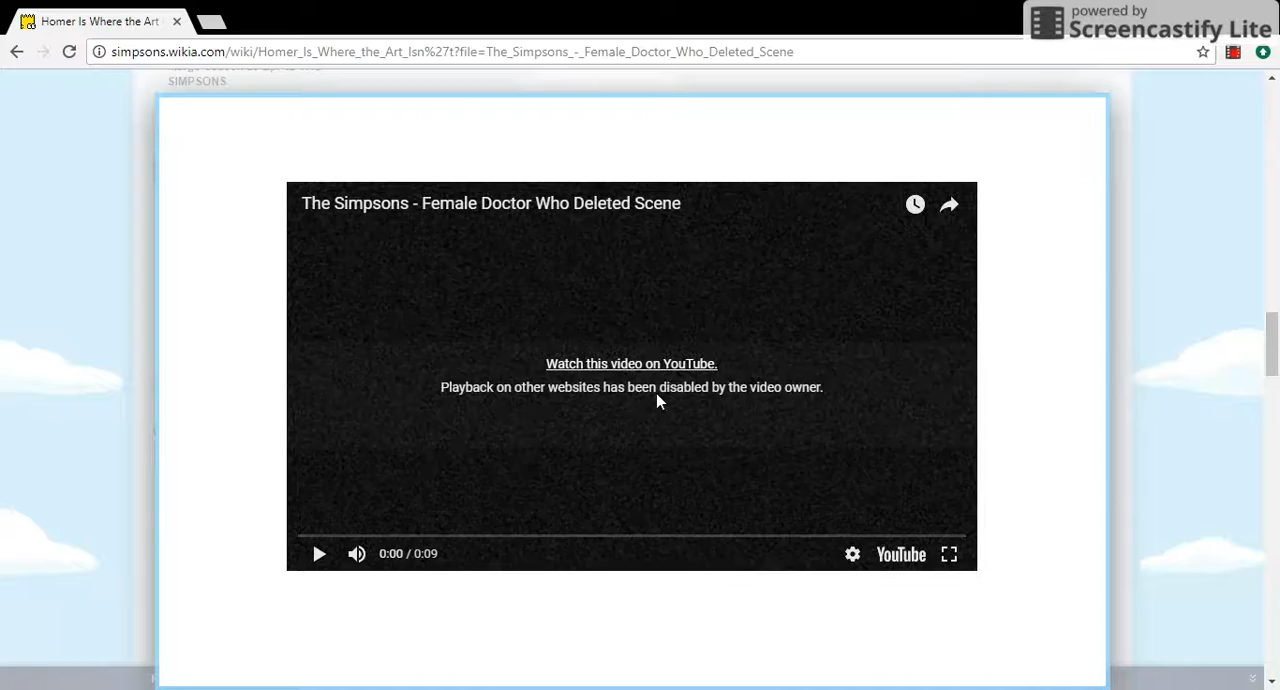 powered by
Screencastify Lite
Homer Is Where the Art
simpsons.wikia.com/wiki/Homer_Is_Where_the_Art_Isn%27t?file=The_Simpsons_-_Female_Doctor_Who_Deleted_Scene
SIMPSONS
The Simpsons - Female Doctor Who Deleted Scene
Watch this video on YouTube.
Playback on other websites has been disabled by the video owner.
0:00 / 0:09
YouTube